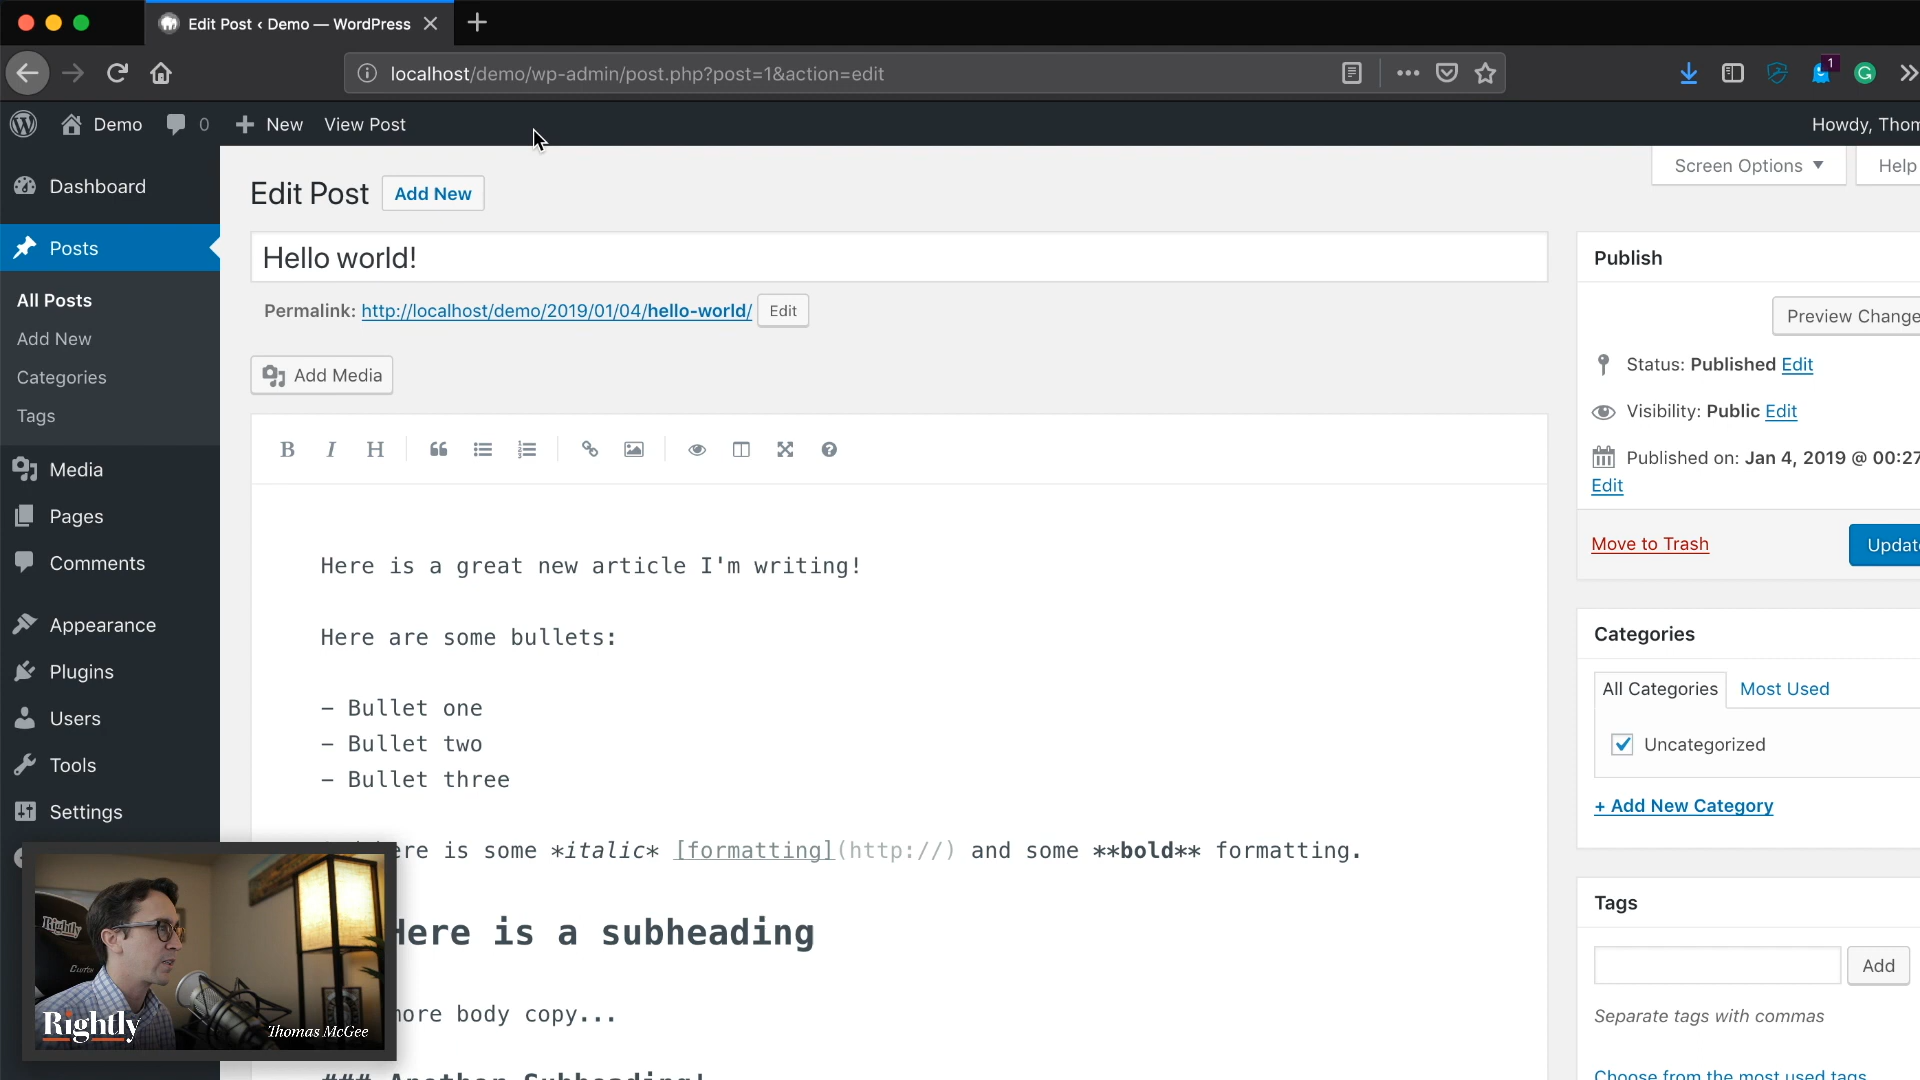 Edit Post ‹ Demo — WordPress
localhost/demo/wp-admin/post.php?post=1&action=edit
1
Demo
0
New
View Post
Howdy, Thom
Screen Options
Help
Dashboard
Posts
All Posts
Add New
Categories
Tags
Media
Pages
Comments
Appearance
Plugins
Users
Tools
Settings
Edit Post
Add New
Hello world!
Permalink: http://localhost/demo/2019/01/04/hello-world/
Edit
Add Media
B I H
Here is a great new article I'm writing!
Here are some bullets:
- Bullet one
- Bullet two
- Bullet three
ere is some *italic* [formatting](http://) and some **bold** formatting.
Here is a subheading
more body copy...
### Another Subheading!
Publish
Preview Change
Status: Published Edit
Visibility: Public Edit
Published on: Jan 4, 2019 @ 00:27
Edit
Move to Trash
Updat
Categories
All Categories
Most Used
Uncategorized
+ Add New Category
Tags
Add
Separate tags with commas
Choose from the most used tags
Rightly
Rightly
Thomas McGee